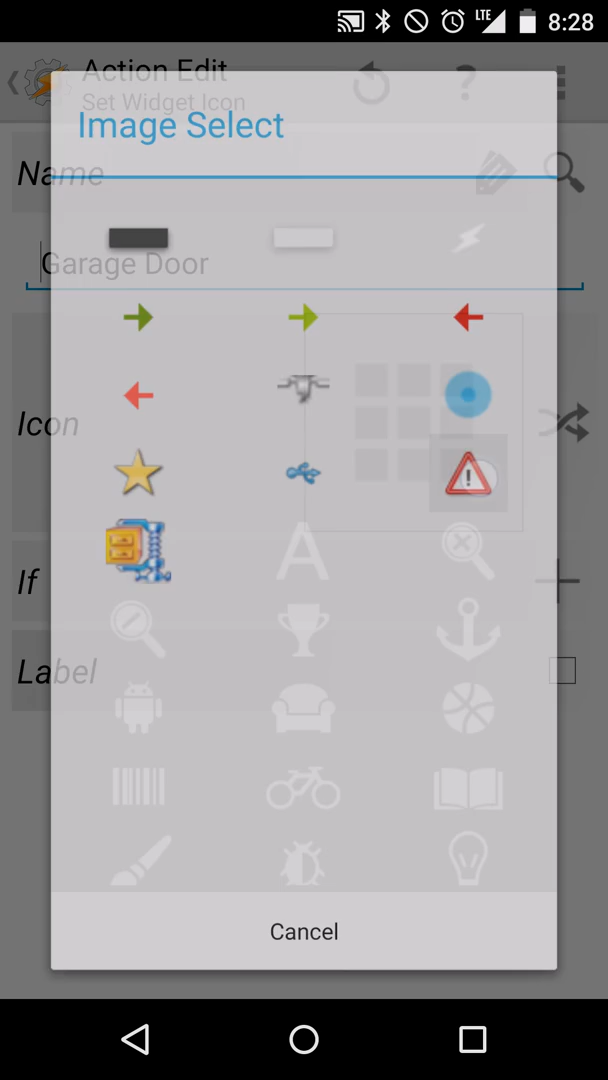 LTE 8:28
Action Edit
Set Widget Icon
Image Select
Name
Garage Door
Icon
If
Label
Cancel